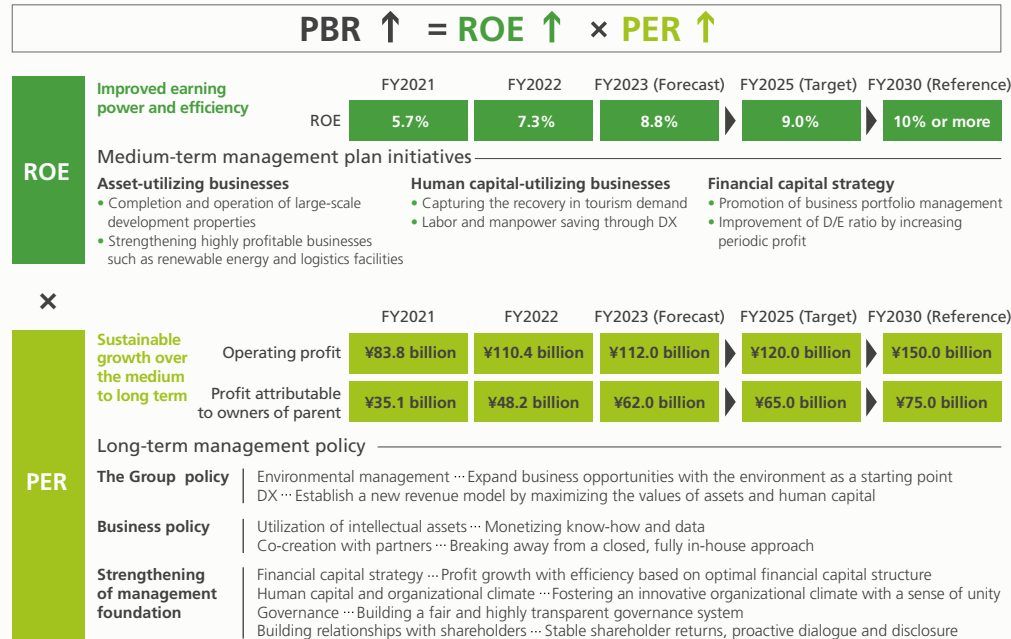 PBR ↑ = ROE ↑ × PER ↑
ROE
Improved earning
power and efficiency
FY2021 FY2022 FY2023 (Forecast) FY2025 (Target) FY2030 (Reference)
ROE 5.7% 7.3% 8.8% 9.0% 10% or more
Medium-term management plan initiatives
Asset-utilizing businesses
• Completion and operation of large-scale
development properties
• Strengthening highly profitable businesses
such as renewable energy and logistics facilities
Human capital-utilizing businesses
• Capturing the recovery in tourism demand
• Labor and manpower saving through DX
Financial capital strategy
• Promotion of business portfolio management
• Improvement of D/E ratio by increasing
periodic profit
×
PER
Sustainable
growth over
the medium
to long term
FY2021 FY2022 FY2023 (Forecast) FY2025 (Target) FY2030 (Reference)
Operating profit ¥83.8 billion ¥110.4 billion ¥112.0 billion ¥120.0 billion ¥150.0 billion
Profit attributable
to owners of parent ¥35.1 billion ¥48.2 billion ¥62.0 billion ¥65.0 billion ¥75.0 billion
Long-term management policy
The Group policy
Environmental management ··· Expand business opportunities with the environment as a starting point
DX ··· Establish a new revenue model by maximizing the values of assets and human capital
Business policy
Utilization of intellectual assets ··· Monetizing know-how and data
Co-creation with partners ··· Breaking away from a closed, fully in-house approach
Strengthening
of management
foundation
Financial capital strategy ··· Profit growth with efficiency based on optimal financial capital structure
Human capital and organizational climate ··· Fostering an innovative organizational climate with a sense of unity
Governance ··· Building a fair and highly transparent governance system
Building relationships with shareholders ··· Stable shareholder returns, proactive dialogue and disclosure